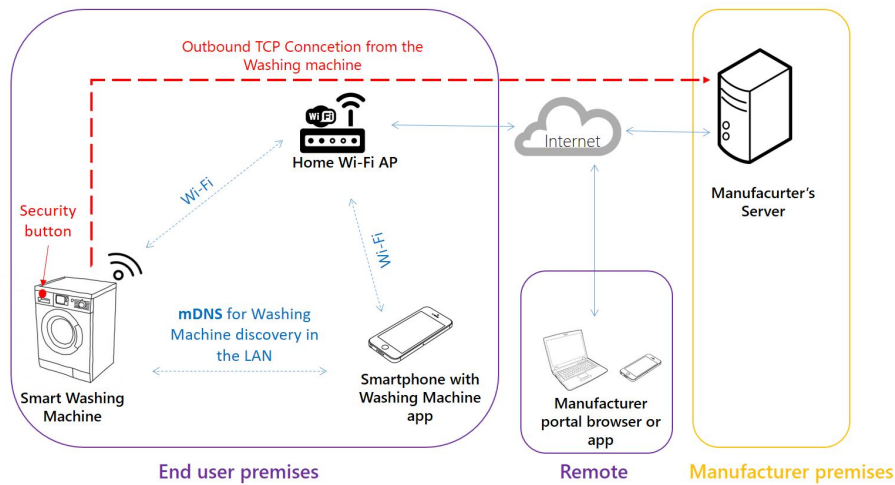 Outbound TCP Conncetion from the
Washing machine
Wi Fi
Home Wi-Fi AP
Internet
Manufacurter's
Server
Wi-Fi
Wi-Fi
Security
button
mDNS for Washing
Machine discovery in
the LAN
Smart Washing
Machine
Smartphone with
Washing Machine
app
Manufacturer
portal browser or
app
End user premises
Remote
Manufacturer premises